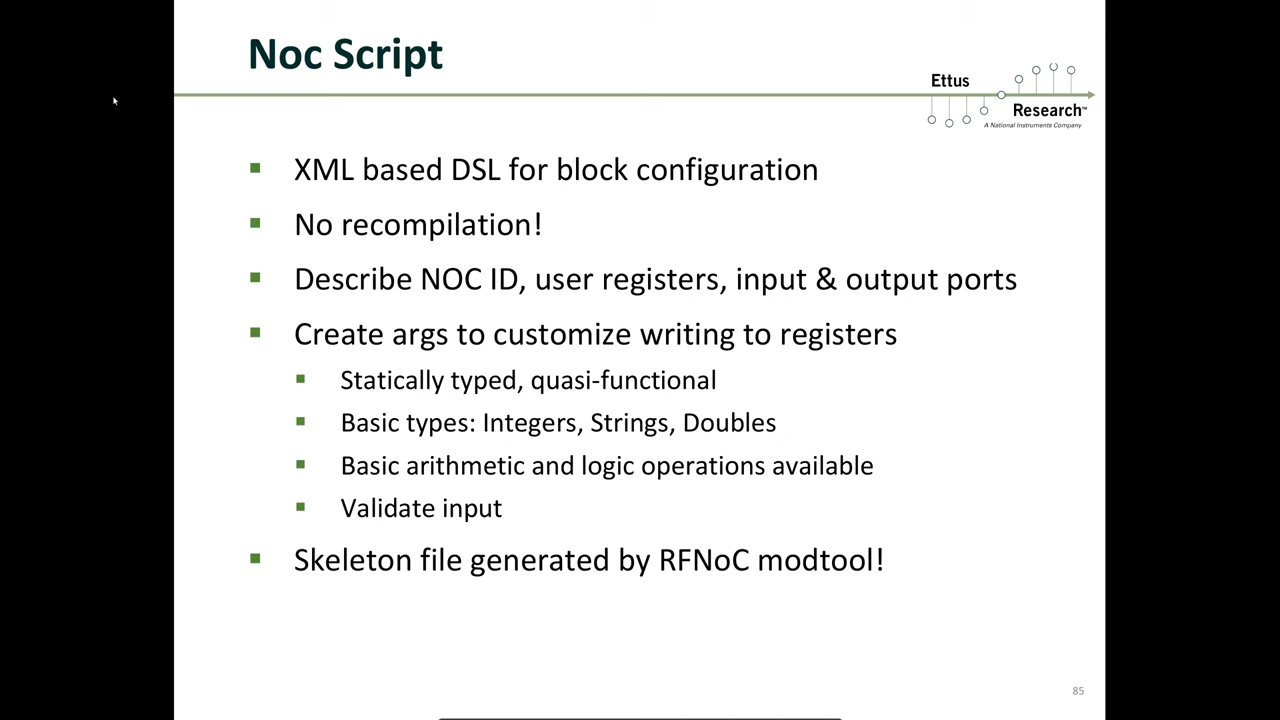 Noc Script
Ettus
Research™
A National Instruments Company
XML based DSL for block configuration
No recompilation!
Describe NOC ID, user registers, input & output ports
Create args to customize writing to registers
Statically typed, quasi-functional
Basic types: Integers, Strings, Doubles
Basic arithmetic and logic operations available
Validate input
Skeleton file generated by RFNoC modtool!
85